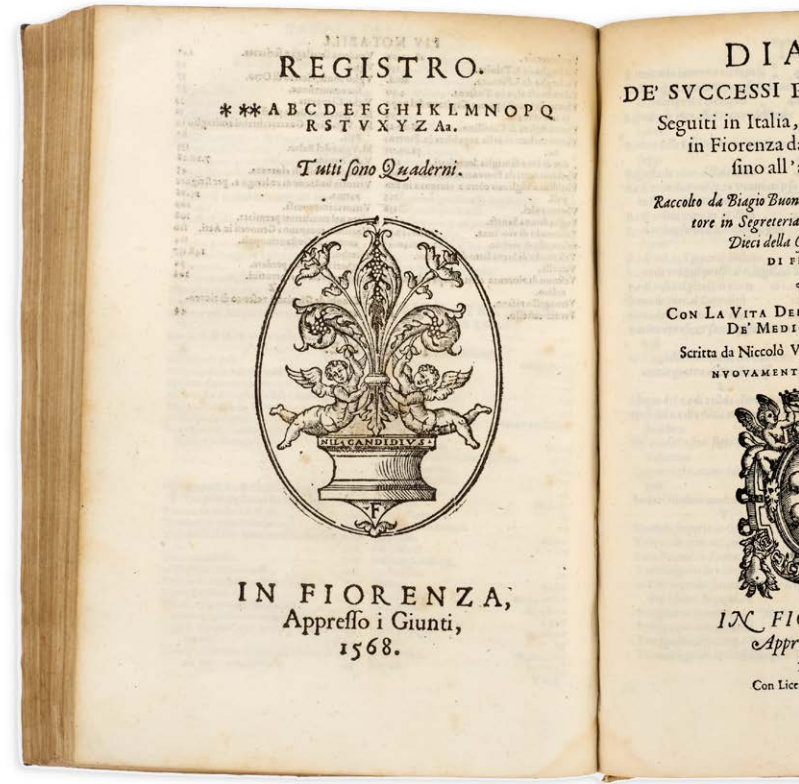 REGISTRO.
* ** A B C D E F G H I K L M N O P Q
R S T V X Y Z Aa.
Tutti ſono Quaderni.
NIL CANDIDIVS
F
IN FIORENZA,
Appreſſo i Giunti,
1568.
DIA
DE' SVCCESSI P
Seguiti in Italia,
in Fiorenza da
fino all'a
Raccolto da Biagio Buon
tore in Segreteria
Dieci della
DI FI
CON LA VITA DEL
DE' MEDI
Scritta da Niccolò V
NVOVAMENT
IN FIO
Appr
Con Lice